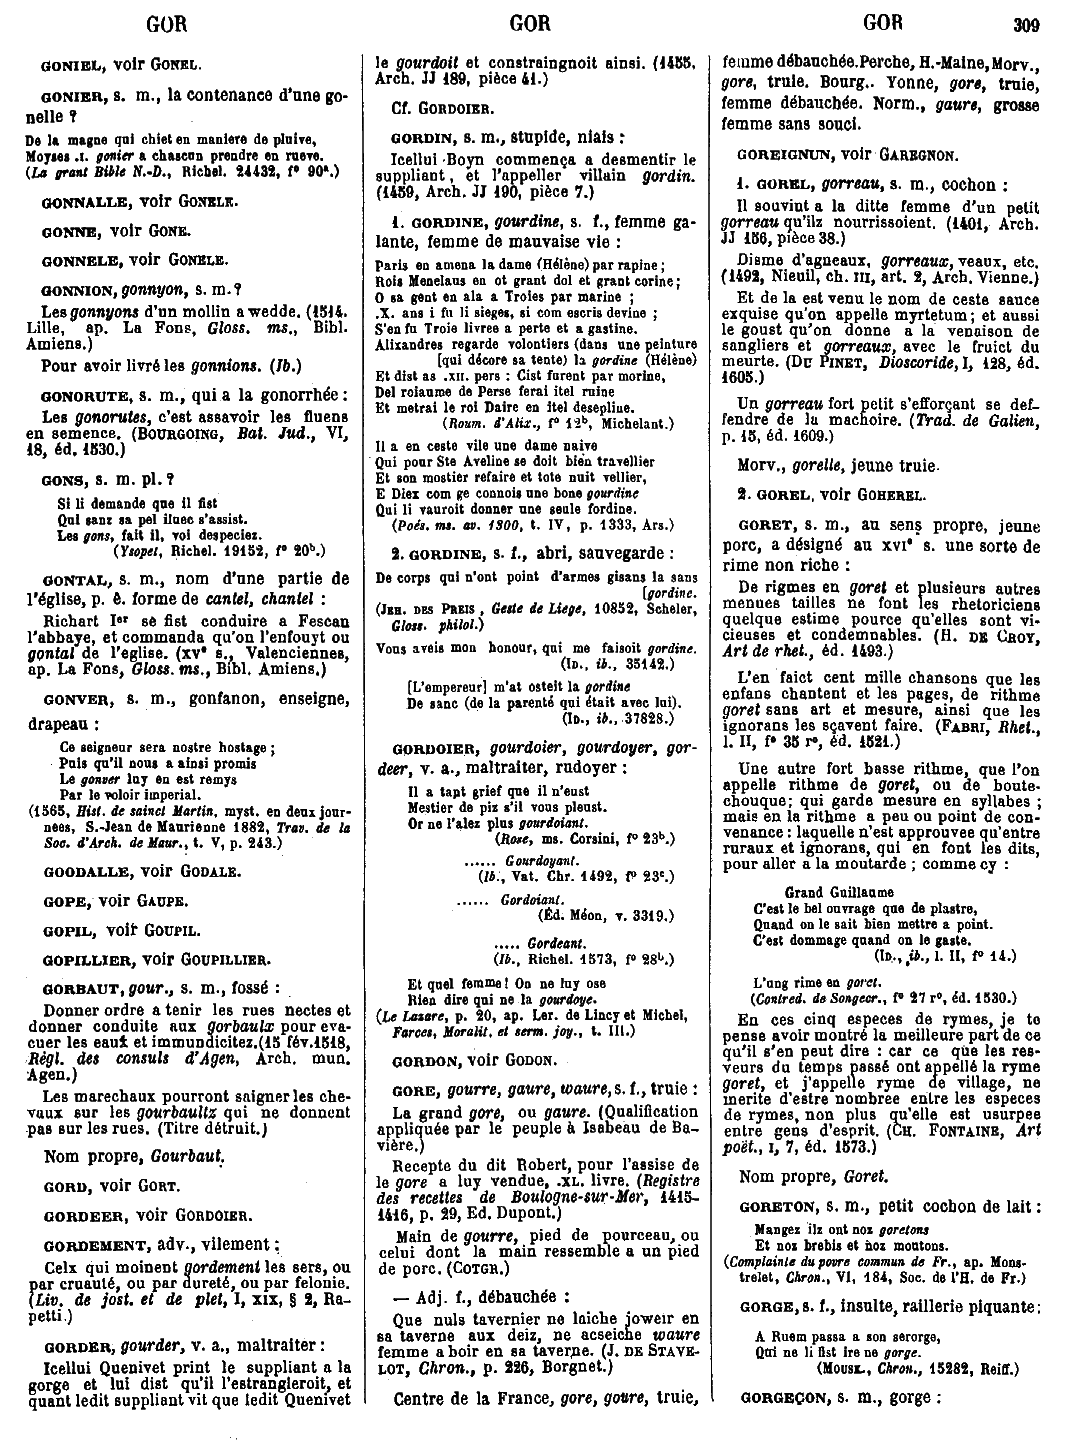 GOR GOR GOR 309
GONIEL, voir GONEL.
GONIER, s. m., la contenance d'une go-
nelle ?
De la magne qui chiet en maniere de pluive,
Moyses .I. gonier a chascun prendre en rueve.
(La grant Bible N.-D., Richel. 24432, f° 90ᵃ.)
GONNALLE, voir GONELE.
GONNE, voir GONE.
GONNELE, voir GONELE.
GONNION, gonnyon, s. m. ?
Les gonnyons d'un mollin a wedde. (1514.
Lille, ap. La Fons, Gloss. ms., Bibl.
Amiens.)
Pour avoir livré les gonnions. (Ib.)
GONORUTE, s. m., qui a la gonorrhée :
Les gonorutes, c'est assavoir les fluens
en semence. (BOURGOING, Bat. Jud., VI,
18, éd. 1530.)
GONS, s. m. pl. ?
Si li demande que il fist
Qui sanz sa pel iluec s'assist.
Les gons, fait il, voi despeciez.
(Ysopet, Richel. 19152, f° 20ᵇ.)
GONTAL, s. m., nom d'une partie de
l'église, p. ê. forme de cantel, chantel :
Richart Iᵉʳ se fist conduire a Fescan
l'abbaye, et commanda qu'on l'enfouyt ou
gontal de l'eglise. (XVᵉ s., Valenciennes,
ap. La Fons, Gloss. ms., Bibl. Amiens.)
GONVER, s. m., gonfanon, enseigne,
drapeau :
Ce seigneur sera nostre hostage ;
Puis qu'il nous a ainsi promis
Le gonver luy en est remys
Par le voloir imperial.
(1565, Hist. de sainct Martin, myst. en deux jour-
nees, S.-Jean de Maurienne 1882, Trav. de la
Soc. d'Arch. de Maur., t. V, p. 243.)
GOODALLE, voir GODALE.
GOPE, voir GAUPE.
GOPIL, voir GOUPIL.
GOPILLIER, voir GOUPILLIER.
GORBAUT, gour., s. m., fossé :
Donner ordre a tenir les rues nectes et
donner conduite aux gorbaulx pour eva-
cuer les eaux et immundicitez. (15 fév. 1518,
Règl. des consuls d'Agen, Arch. mun.
Agen.)
Les marechaux pourront saigner les che-
vaux sur les gourbaultz qui ne donnent
pas sur les rues. (Titre détruit.)
Nom propre, Gourbaut.
GORD, voir GORT.
GORDEER, voir GORDOIER.
GORDEMENT, adv., vilement :
Celx qui moinent gordement les sers, ou
par cruauté, ou par dureté, ou par felonie.
(Liv. de jost. et de plet, I, XIX, § 2, Ra-
petti.)
GORDER, gourder, v. a., maltraiter :
Icellui Quenivet print le suppliant a la
gorge et lui dist qu'il l'estrangleroit, et
quant ledit suppliant vit que ledit Quenivet
le gourdoit et constraingnoit ainsi. (1455,
Arch. JJ 189, pièce 41.)
Cf. GORDOIER.
GORDIN, s. m., stupide, niais :
Icellui Boyn commença a desmentir le
suppliant, et l'appeller villain gordin.
(1459, Arch. JJ 190, pièce 7.)
1. GORDINE, gourdine, s. f., femme ga-
lante, femme de mauvaise vie :
Paris en amena la dame (Hélène) par rapine ;
Rois Menelaus en ot grant dol et grant corine ;
O sa gent en ala a Troies par marine ;
.X. ans i fu li sieges, si com escris devine ;
S'en fu Troie livree a perte et a gastine.
Alixandres regarde volontiers (dans une peinture
[qui décore sa tente) la gordine (Hélène)
Et dist as .XII. pers : Cist furent par morine,
Del roiaume de Perse ferai itel ruine
Et metrai le roi Daire en itel desepline.
(Roum. d'Alix., f° 12ᵇ, Michelant.)
Il a en ceste vile une dame naive
Qui pour Ste Aveline se doit bien travellier
Et son mostier refaire et tote nuit vellier,
E Diex com ge connois une bone gourdine
Qui li vauroit donner une seule fordine.
(Poés. ms. av. 1300, t. IV, p. 1333, Ars.)
2. GORDINE, s. f., abri, sauvegarde :
De corps qui n'ont point d'armes gisans la sans
[gordine.
(JEH. DES PREIS, Geste de Liege, 10852, Scheler,
Gloss. philol.)
Vous aveis mon honour, qui me faisoit gordine.
(ID., ib., 35142.)
[L'empereur] m'at osteit la gordine
De sanc (de la parenté qui était avec lui).
(ID., ib., 37828.)
GORDOIER, gourdoier, gourdoyer, gor-
deer, v. a., maltraiter, rudoyer :
Il a tapt grief que il n'eust
Mestier de piz s'il vous pleust.
Or ne l'alez plus gourdoiant.
(Rose, ms. Corsini, f° 23ᵇ.)
...... Gourdoyant.
(Ib., Vat. Chr. 1492, f° 23ᶜ.)
...... Gordoiant.
(Éd. Méon, v. 3319.)
..... Gordeant.
(Ib., Richel. 1573, f° 28ᵇ.)
Et quel femme ! On ne luy ose
Rien dire qui ne la gourdoye.
(Le Lazare, p. 20, ap. Ler. de Lincy et Michel,
Farces, Moralit. et serm. joy., t. III.)
GORDON, voir GODON.
GORE, gourre, gaure, waure, s. f., truie :
La grand gore, ou gaure. (Qualification
appliquée par le peuple à Isabeau de Ba-
vière.)
Recepte du dit Robert, pour l'assise de
le gore a luy vendue, .XL. livre. (Registre
des recettes de Boulogne-sur-Mer, 1415-
1416, p. 29, Ed. Dupont.)
Main de gourre, pied de pourceau, ou
celui dont la main ressemble a un pied
de porc. (COTGR.)
— Adj. f., débauchée :
Que nuls tavernier ne laiche joweir en
sa taverne aux deiz, ne acseiche waure
femme a boir en sa taverne. (J. DE STAVE-
LOT, Chron., p. 226, Borgnet.)
Centre de la France, gore, goure, truie,
femme débauchée. Perche, H.-Maine, Morv.,
gore, truie. Bourg.. Yonne, gore, truie,
femme débauchée. Norm., gaure, grosse
femme sans souci.
GOREIGNUN, voir GAREGNON.
1. GOREL, gorreau, s. m., cochon :
Il souvint a la ditte femme d'un petit
gorreau qu'ilz nourrissoient. (1401, Arch.
JJ 156, pièce 38.)
Disme d'agneaux, gorreaux, veaux, etc.
(1492, Nieuil, ch. III, art. 2, Arch. Vienne.)
Et de la est venu le nom de ceste sauce
exquise qu'on appelle myrtetum ; et aussi
le goust qu'on donne a la venaison de
sangliers et gorreaux, avec le fruict du
meurte. (DU PINET, Dioscoride, I, 128, éd.
1605.)
Un gorreau fort petit s'efforçant se def-
fendre de la machoire. (Trad. de Galien,
p. 15, éd. 1609.)
Morv., gorelle, jeune truie.
2. GOREL, voir GOHEREL.
GORET, s. m., au sens propre, jeune
porc, a désigné au XVIᵉ s. une sorte de
rime non riche :
De rigmes en goret et plusieurs autres
menues tailles ne font les rhetoriciens
quelque estime pource qu'elles sont vi-
cieuses et condemnables. (H. DE CROY,
Art de rhet., éd. 1493.)
L'en faict cent mille chansons que les
enfans chantent et les pages, de rithme
goret sans art et mesure, ainsi que les
ignorans les sçavent faire. (FABRI, Rhet.,
l. II, f° 35 r°, éd. 1521.)
Une autre fort basse rithme, que l'on
appelle rithme de goret, ou de boute-
chouque; qui garde mesure en syllabes ;
mais en la rithme a peu ou point de con-
venance : laquelle n'est approuvee qu'entre
ruraux et ignorans, qui en font les dits,
pour aller a la moutarde ; comme cy :
Grand Guillaume
C'est le bel ouvrage que de plastre,
Quand on le sait bien mettre a point.
C'est dommage quand on le gaste.
(ID., ib., l. II, f° 14.)
L'ung rime en goret.
(Contred. de Songecr., f° 27 r°, éd. 1530.)
En ces cinq especes de rymes, je te
pense avoir montré la meilleure part de ce
qu'il s'en peut dire : car ce que les res-
veurs du temps passé ont appellé la ryme
goret, et j'appelle ryme de village, ne
merite d'estre nombree entre les especes
de rymes, non plus qu'elle est usurpee
entre gens d'esprit. (CH. FONTAINE, Art
poët., I, 7, éd. 1573.)
Nom propre, Goret.
GORETON, s. m., petit cochon de lait :
Mangez ilz ont noz goretons
Et noz brebis et noz moutons.
(Complainte du povre commun de Fr., ap. Mons-
trelet, Chron., VI, 184, Soc. de l'H. de Fr.)
GORGE, s. f., insulte, raillerie piquante :
A Ruem passa a son serorge,
Qui ne li fist ire ne gorge.
(MOUSK., Chron., 15282, Reiff.)
GORGEÇON, s. m., gorge :